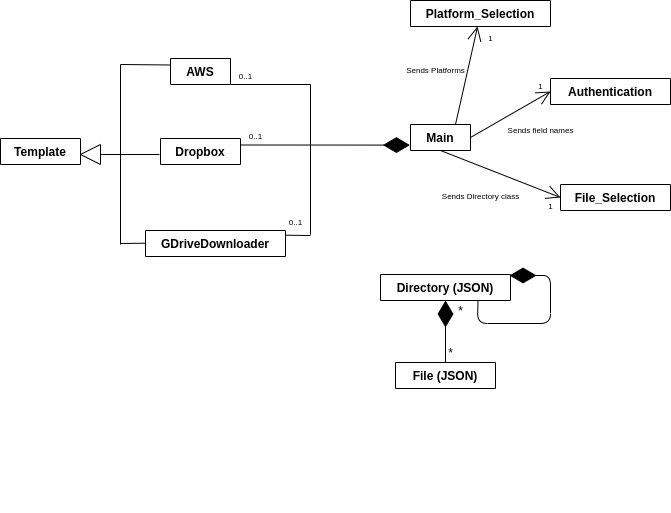 Platform_Selection
1
Sends Platforms
AWS
0..1
1
Authentication
Template
0..1
Dropbox
Main
Sends field names
Sends Directory class
File_Selection
1
0..1
GDriveDownloader
Directory (JSON)
*
*
File (JSON)